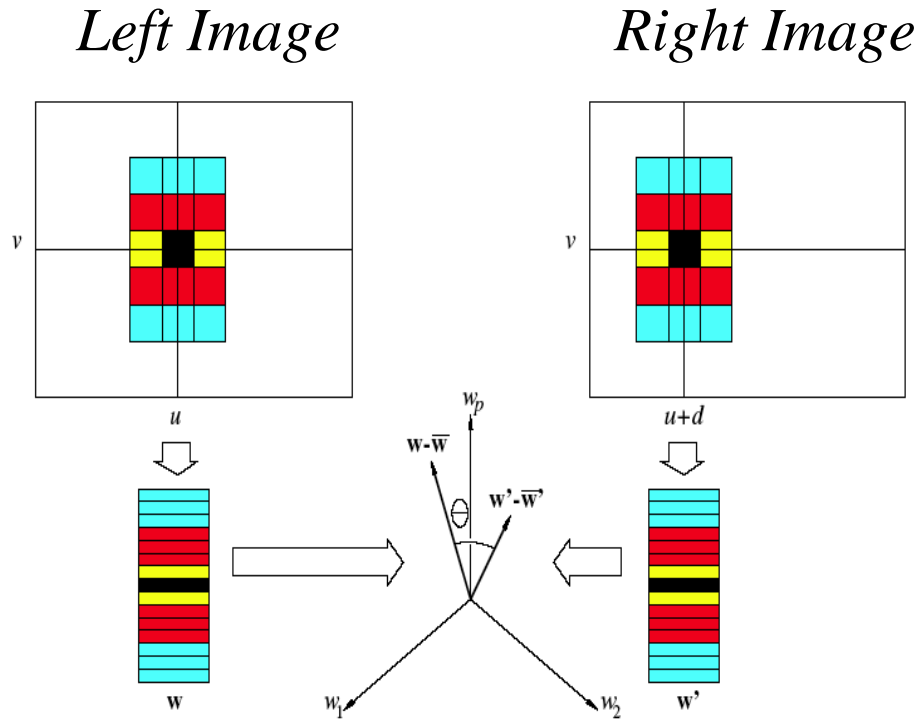 Left Image Right Image
v v
u u+d
w_p
w-w̅ w'-w̅'
θ
w_1 w_2
w w'